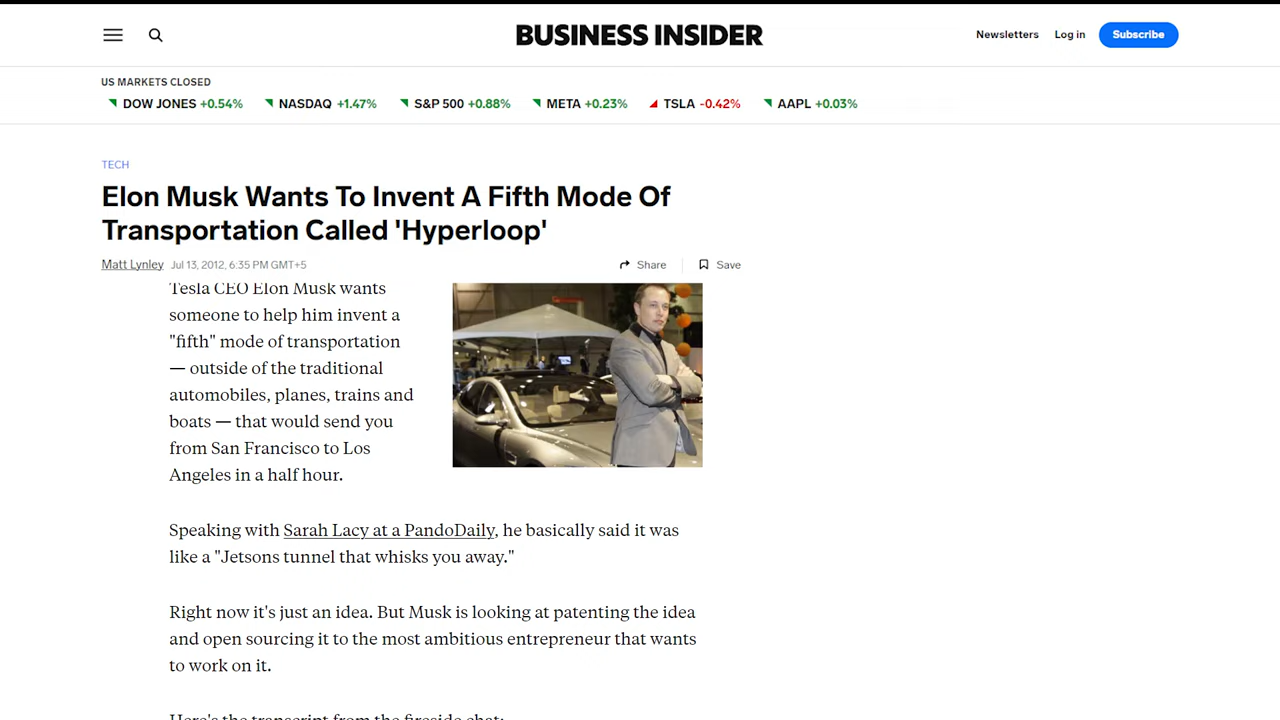 BUSINESS INSIDER
Newsletters Log in Subscribe
US MARKETS CLOSED
DOW JONES +0.54% NASDAQ +1.47% S&P 500 +0.88% META +0.23% TSLA -0.42% AAPL +0.03%
TECH
Elon Musk Wants To Invent A Fifth Mode Of
Transportation Called 'Hyperloop'
Matt Lynley Jul 13, 2012, 6:35 PM GMT+5
Share Save
Tesla CEO Elon Musk wants
someone to help him invent a
"fifth" mode of transportation
— outside of the traditional
automobiles, planes, trains and
boats — that would send you
from San Francisco to Los
Angeles in a half hour.
Speaking with Sarah Lacy at a PandoDaily, he basically said it was
like a "Jetsons tunnel that whisks you away."
Right now it's just an idea. But Musk is looking at patenting the idea
and open sourcing it to the most ambitious entrepreneur that wants
to work on it.
Here's the transcript from the fireside chat: